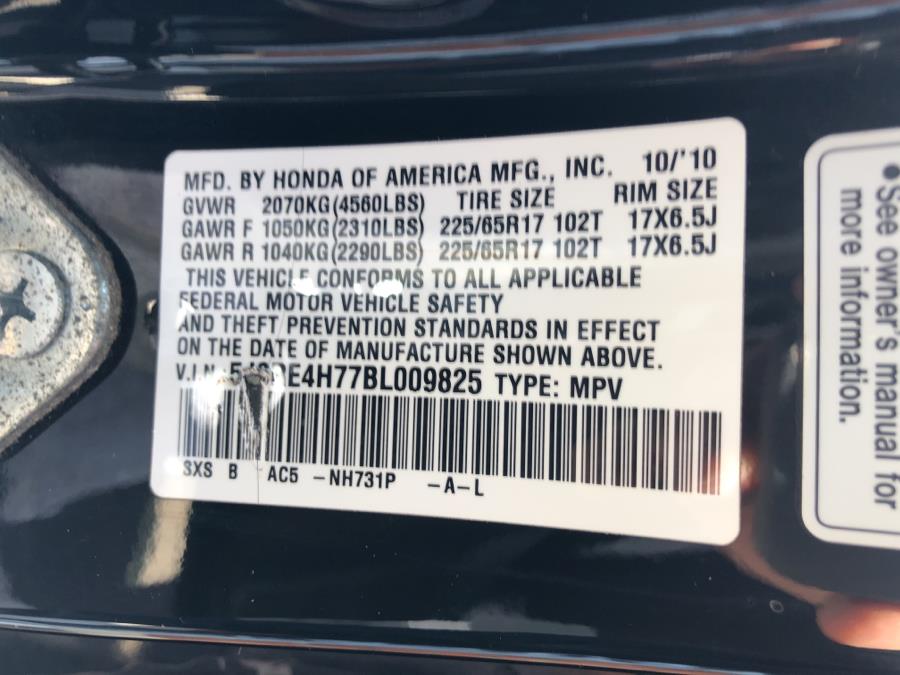 MFD. BY HONDA OF AMERICA MFG., INC. 10/'10
GVWR 2070KG(4560LBS) TIRE SIZE RIM SIZE
GAWR F 1050KG(2310LBS) 225/65R17 102T 17X6.5J
GAWR R 1040KG(2290LBS) 225/65R17 102T 17X6.5J
THIS VEHICLE CONFORMS TO ALL APPLICABLE
FEDERAL MOTOR VEHICLE SAFETY
AND THEFT PREVENTION STANDARDS IN EFFECT
ON THE DATE OF MANUFACTURE SHOWN ABOVE.
TYPE: MPV
SXS B AC5 -NH731P -A-L
•See owner's manual for
more information.